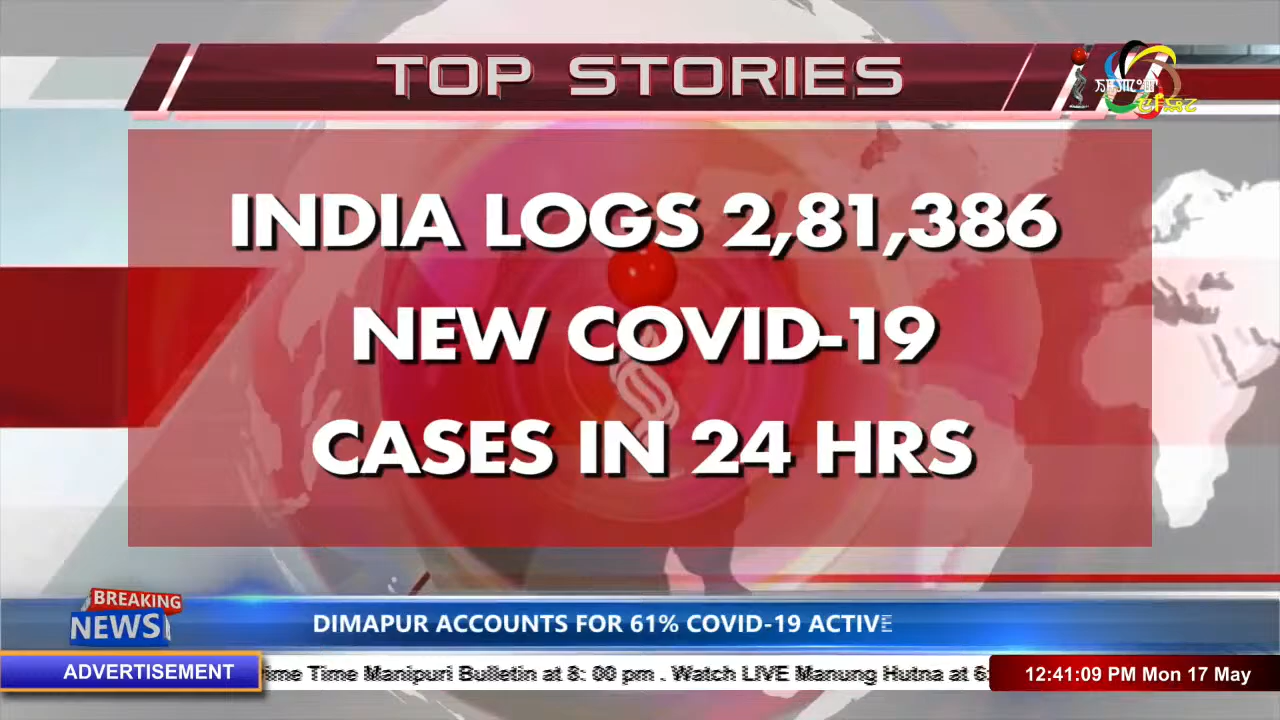 TOP STORIES
INDIA LOGS 2,81,386
NEW COVID-19
CASES IN 24 HRS
BREAKING
NEWS
DIMAPUR ACCOUNTS FOR 61% COVID-19 ACTIVE
ADVERTISEMENT
Time Manipuri Bulletin at 8: 00 pm . Watch LIVE Manung Hutna at 6:
12:41:09 PM Mon 17 May